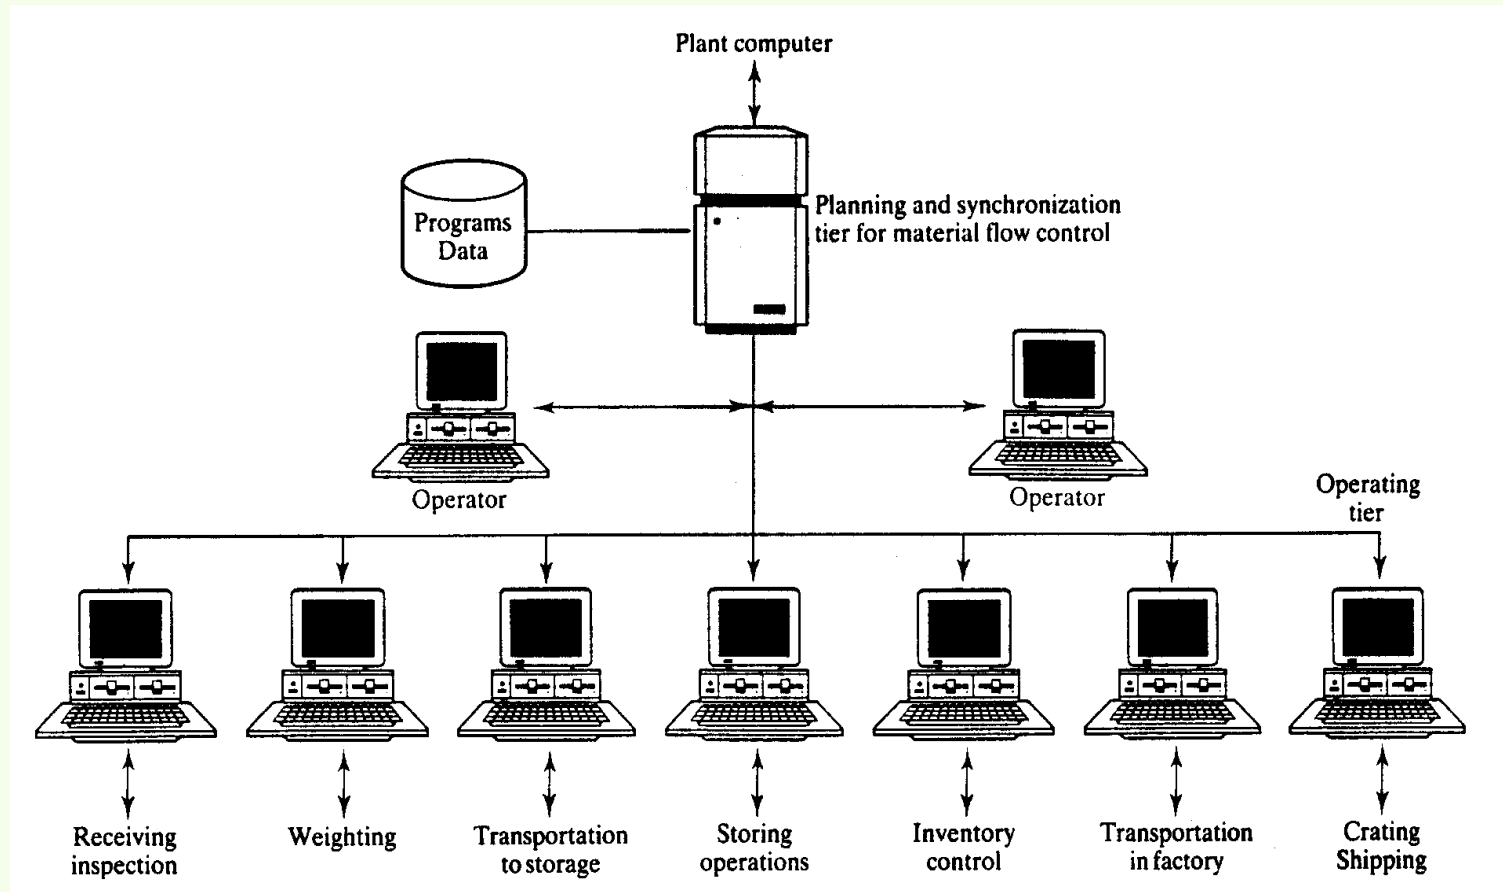 Plant computer
Programs
Data
Planning and synchronization
tier for material flow control
Operator
Operator
Operating
tier
Receiving
inspection
Weighting
Transportation
to storage
Storing
operations
Inventory
control
Transportation
in factory
Crating
Shipping